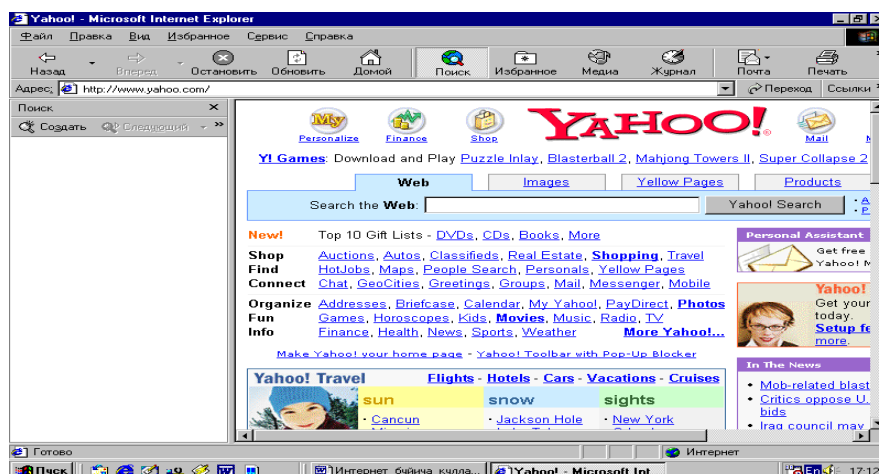 Yahoo! - Microsoft Internet Explorer
Файл Правка Вид Избранное Сервис Справка
Назад Вперед Остановить Обновить Домой Поиск Избранное Медиа Журнал Почта Печать
Адрес: http://www.yahoo.com/ Переход Ссылки
Поиск
Создать Следующий
YAHOO!
Personalize Finance Shop Mail
Y! Games: Download and Play Puzzle Inlay, Blasterball 2, Mahjong Towers II, Super Collapse 2
Web Images Yellow Pages Products
Search the Web: Yahoo! Search
New! Top 10 Gift Lists - DVDs, CDs, Books, More
Shop Auctions, Autos, Classifieds, Real Estate, Shopping, Travel
Find HotJobs, Maps, People Search, Personals, Yellow Pages
Connect Chat, GeoCities, Greetings, Groups, Mail, Messenger, Mobile
Organize Addresses, Briefcase, Calendar, My Yahoo!, PayDirect, Photos
Fun Games, Horoscopes, Kids, Movies, Music, Radio, TV
Info Finance, Health, News, Sports, Weather More Yahoo!...
Make Yahoo! your home page - Yahoo! Toolbar with Pop-Up Blocker
Personal Assistant
Get free
Yahoo! M
Yahoo!
Get your
today.
Setup fe
more.
Yahoo! Travel Flights - Hotels - Cars - Vacations - Cruises
sun snow sights
· Cancun · Jackson Hole · New York
In The News
• Mob-related blast
• Critics oppose U.
bids
• Iraq council may
Готово Интернет
Пуск Интернет буйича кулла... Yahoo! - Microsoft Int... En 17:12